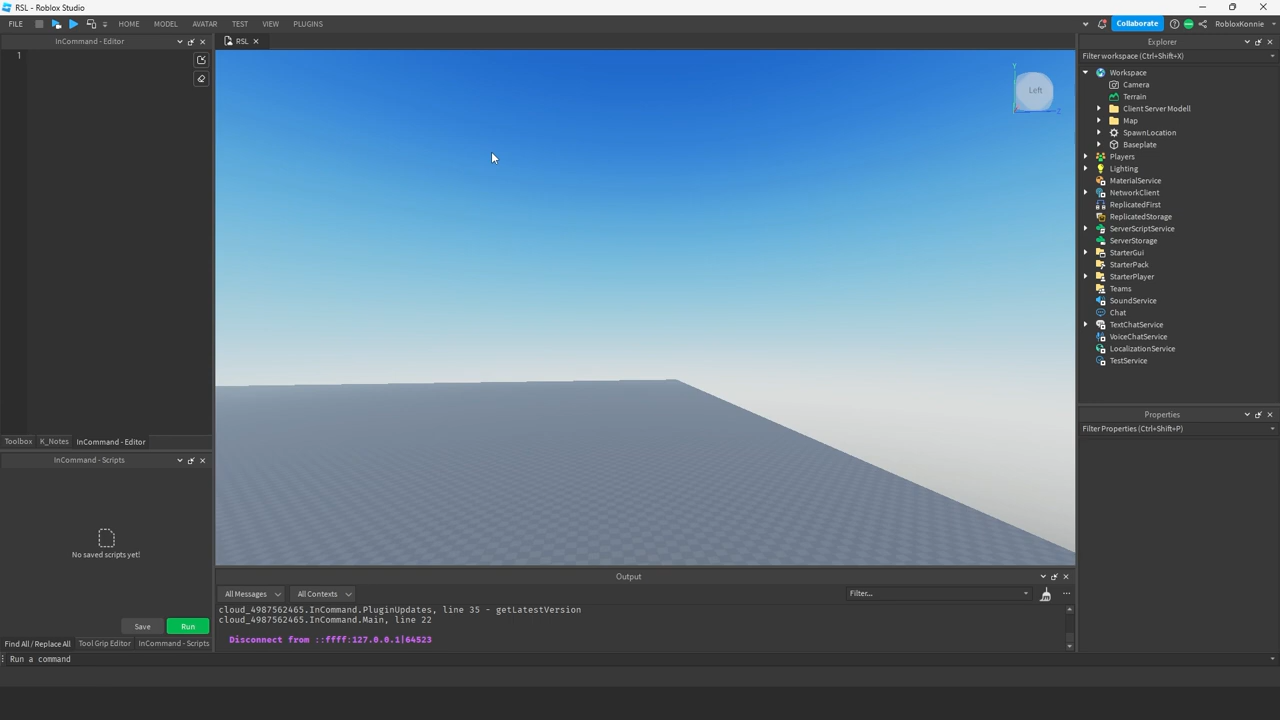 RSL - Roblox Studio
FILE HOME MODEL AVATAR TEST VIEW PLUGINS Collaborate RobloxKonnie
InCommand - Editor
1
Toolbox K_Notes InCommand - Editor
InCommand - Scripts
No saved scripts yet!
Save Run
Find All / Replace All Tool Grip Editor InCommand - Scripts
Run a command
RSL
Y
Left
Z
Output
All Messages All Contexts Filter...
cloud_4987562465.InCommand.PluginUpdates, line 35 - getLatestVersion
cloud_4987562465.InCommand.Main, line 22
Disconnect from ::ffff:127.0.0.1|64523
Explorer
Filter workspace (Ctrl+Shift+X)
Workspace
Camera
Terrain
Client Server Modell
Map
SpawnLocation
Baseplate
Players
Lighting
MaterialService
NetworkClient
ReplicatedFirst
ReplicatedStorage
ServerScriptService
ServerStorage
StarterGui
StarterPack
StarterPlayer
Teams
SoundService
Chat
TextChatService
VoiceChatService
LocalizationService
TestService
Properties
Filter Properties (Ctrl+Shift+P)